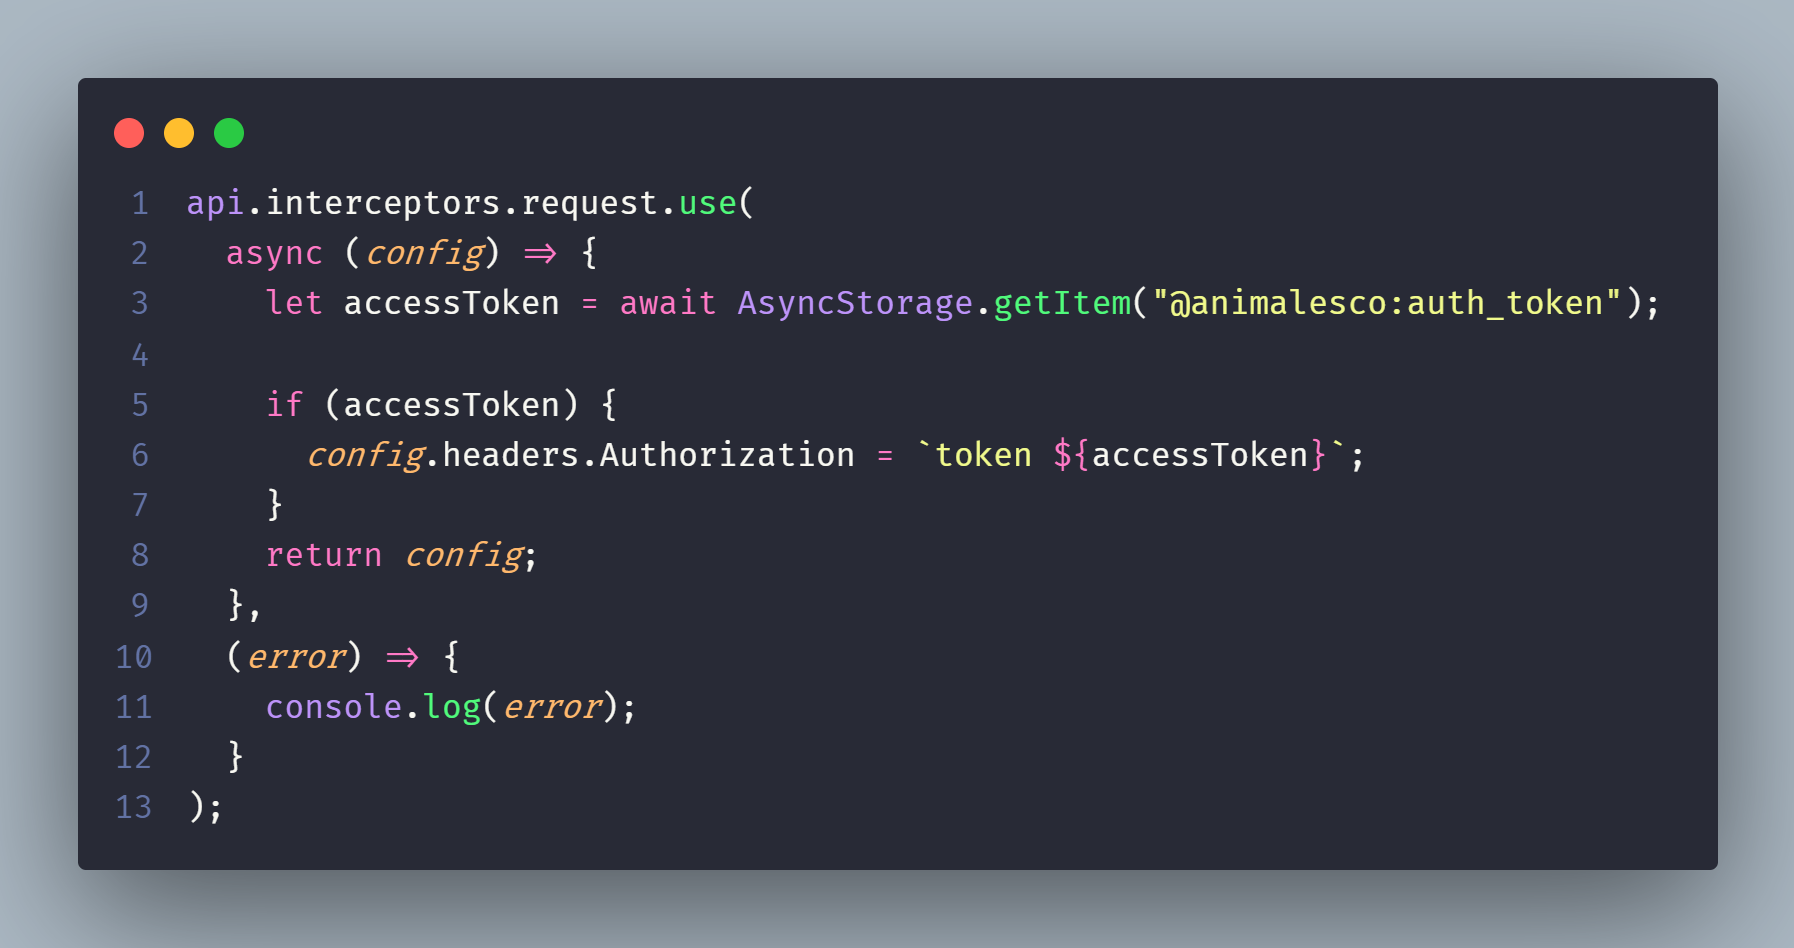 1 api.interceptors.request.use(
2   async (config) => {
3     let accessToken = await AsyncStorage.getItem("@animalesco:auth_token");
4
5     if (accessToken) {
6       config.headers.Authorization = `token ${accessToken}`;
7     }
8     return config;
9   },
10   (error) => {
11     console.log(error);
12   }
13 );